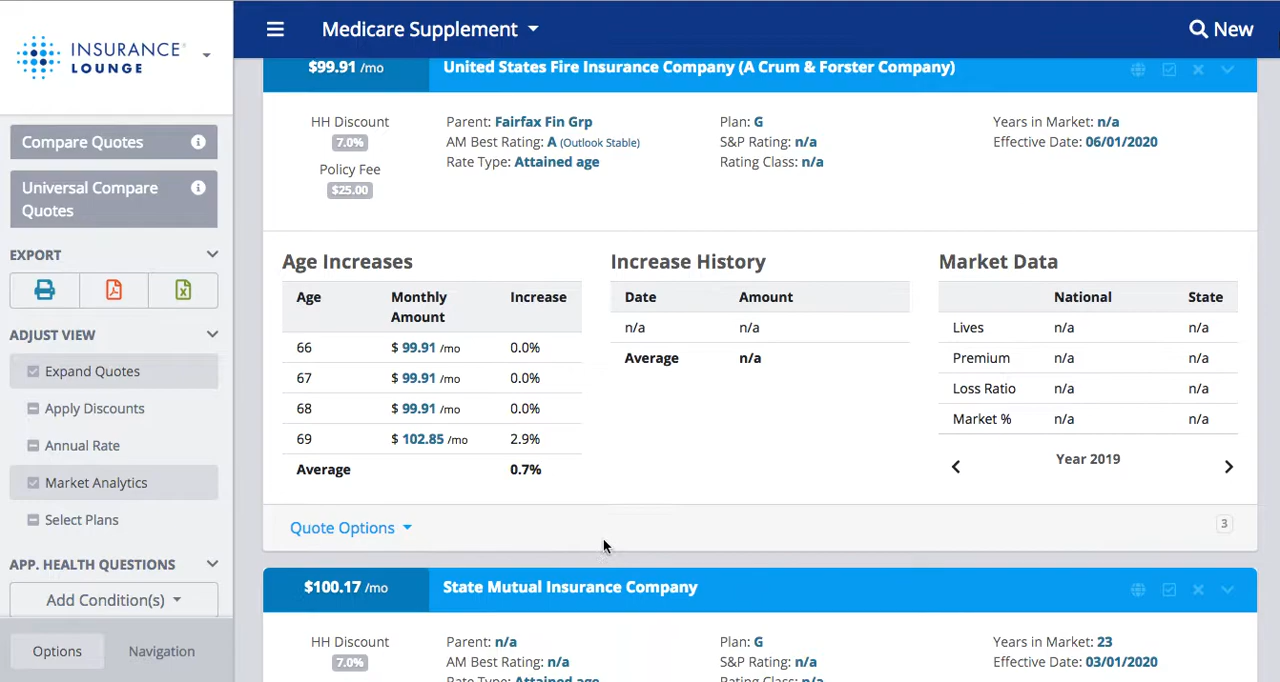 INSURANCE®
LOUNGE
Medicare Supplement
New
Compare Quotes
Universal Compare
Quotes
EXPORT
ADJUST VIEW
Expand Quotes
Apply Discounts
Annual Rate
Market Analytics
Select Plans
APP. HEALTH QUESTIONS
Add Condition(s)
Options Navigation
$99.91 /mo United States Fire Insurance Company (A Crum & Forster Company)
HH Discount
7.0%
Policy Fee
$25.00
Parent: Fairfax Fin Grp
AM Best Rating: A (Outlook Stable)
Rate Type: Attained age
Plan: G
S&P Rating: n/a
Rating Class: n/a
Years in Market: n/a
Effective Date: 06/01/2020
Age Increases
Age Monthly Amount Increase
66 $ 99.91 /mo 0.0%
67 $ 99.91 /mo 0.0%
68 $ 99.91 /mo 0.0%
69 $ 102.85 /mo 2.9%
Average 0.7%
Increase History
Date Amount
n/a n/a
Average n/a
Market Data
National State
Lives n/a n/a
Premium n/a n/a
Loss Ratio n/a n/a
Market % n/a n/a
Year 2019
Quote Options
3
$100.17 /mo State Mutual Insurance Company
HH Discount
7.0%
Parent: n/a
AM Best Rating: n/a
Rate Type: Attained age
Plan: G
S&P Rating: n/a
Rating Class: n/a
Years in Market: 23
Effective Date: 03/01/2020